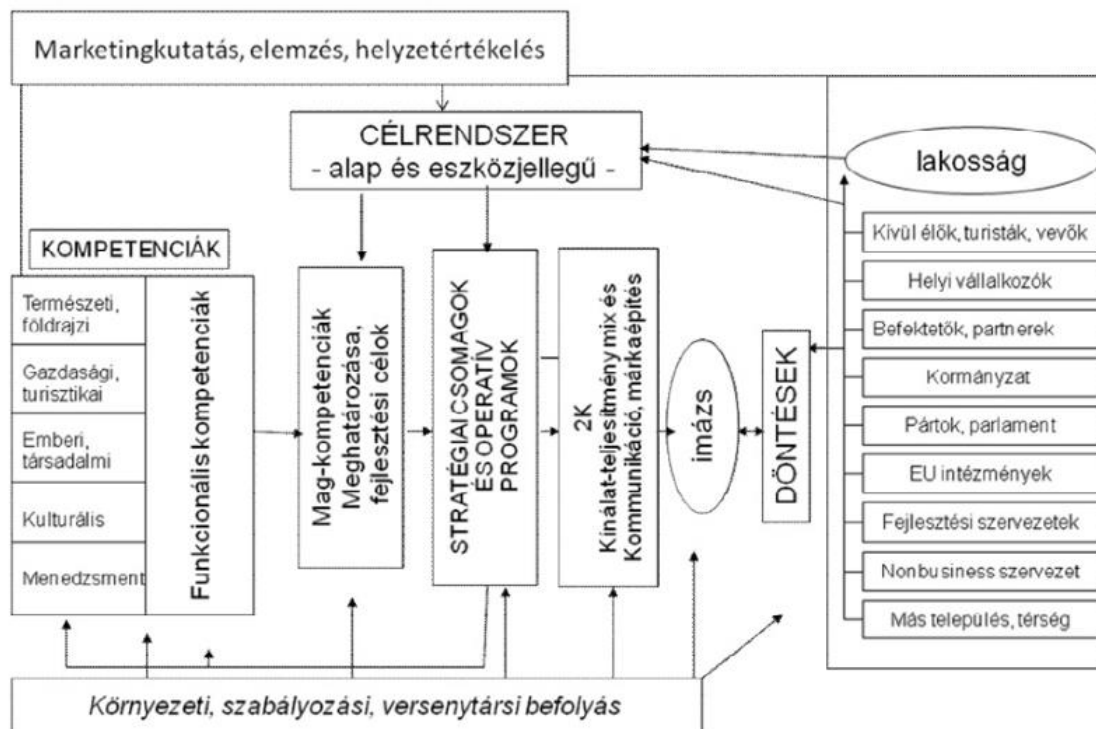 Marketingkutatás, elemzés, helyzetértékelés
CÉLRENDSZER
- alap és eszközjellegű -
lakosság
Kívül élők, turisták, vevők
Helyi vállalkozók
Befektetők, partnerek
Kormányzat
Pártok, parlament
EU intézmények
Fejlesztési szervezetek
Nonbusiness szervezet
Más település, térség
KOMPETENCIÁK
Természeti,
földrajzi
Gazdasági,
turisztikai
Emberi,
társadalmi
Kulturális
Menedzsment
Funkcionális kompetenciák
Mag-kompetenciák
Meghatározása,
fejlesztési célok
STRATÉGIAI CSOMAGOK
ÉS OPERATÍV
PROGRAMOK
2K
Kínálat-teljesítmény mix és
Kommunikáció, márkaépítés
imázs
DÖNTÉSEK
Környezeti, szabályozási, versenytársi befolyás